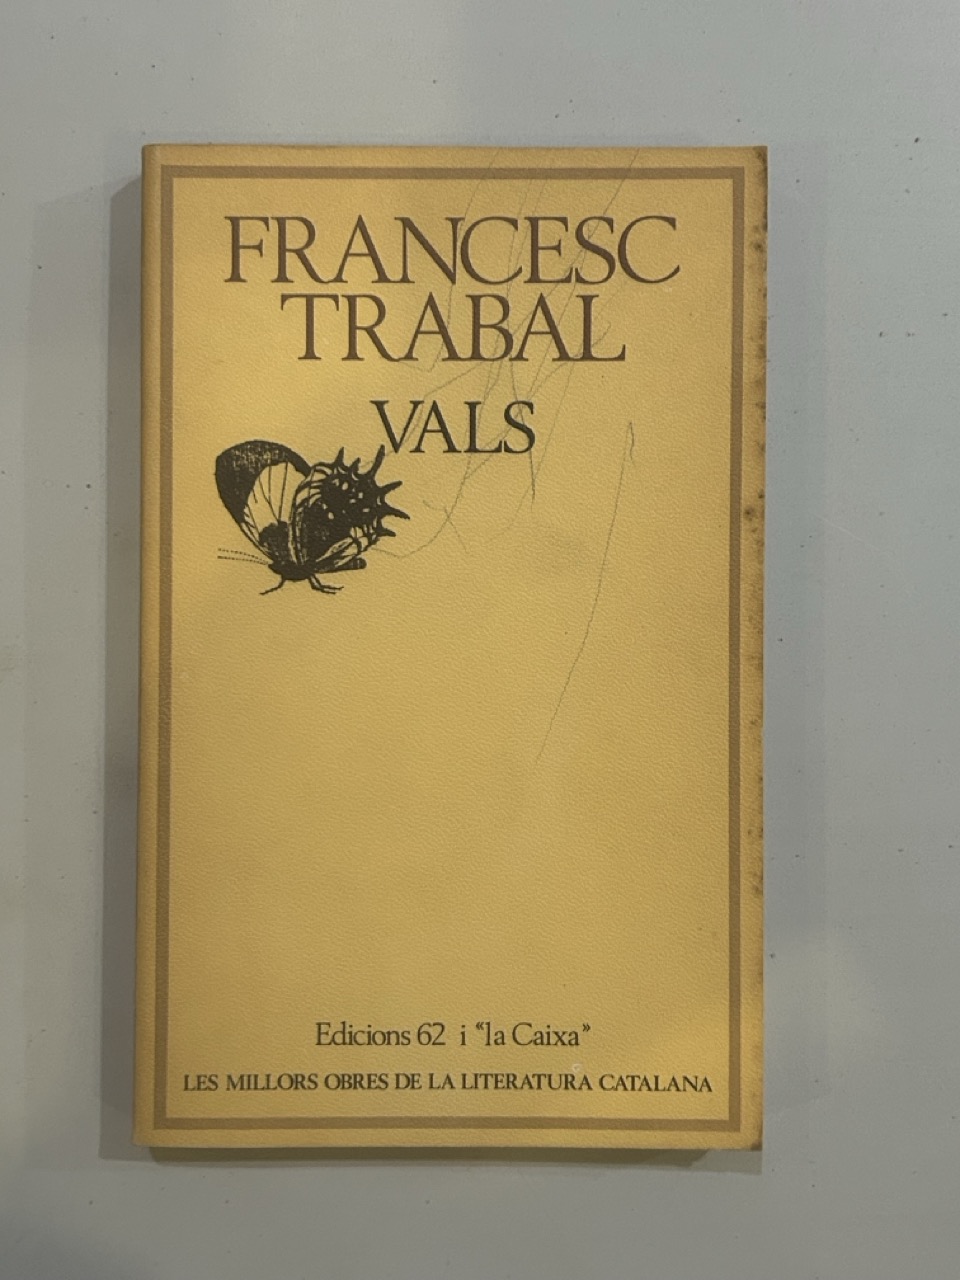 FRANCESC
TRABAL
VALS
Edicions 62 i “la Caixa”
LES MILLORS OBRES DE LA LITERATURA CATALANA